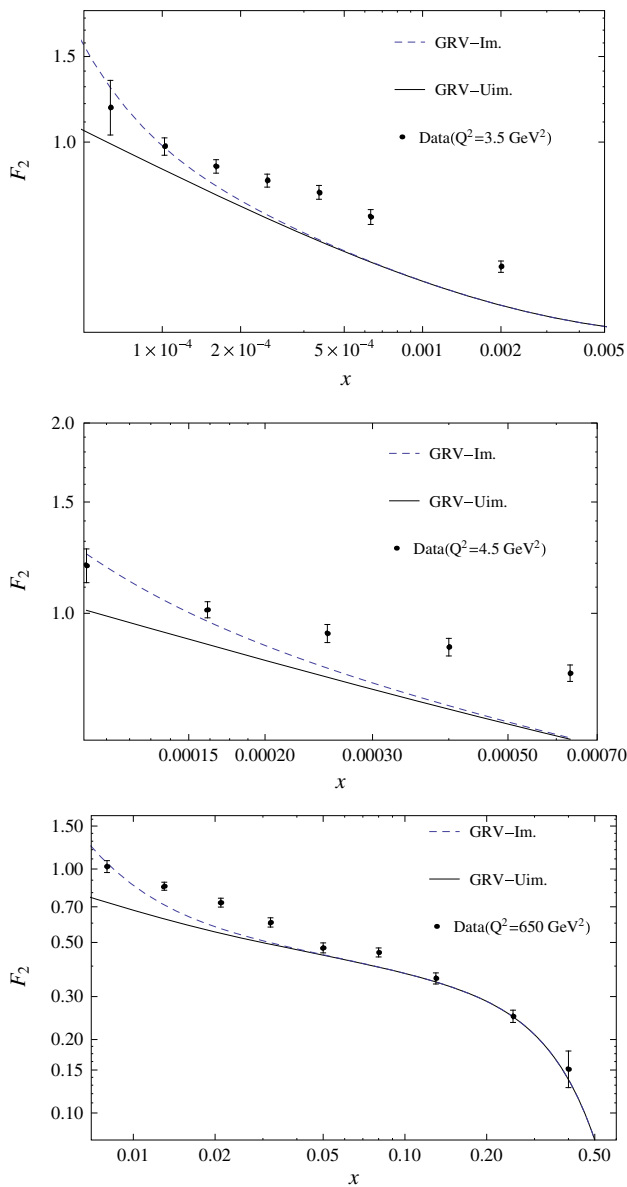 GRV–Im.
1.5
GRV–Uim.
Data(Q²=3.5 GeV²)
1.0
F₂
1×10⁻⁴ 2×10⁻⁴ 5×10⁻⁴ 0.001 0.002 0.005
x
2.0
GRV–Im.
1.5
GRV–Uim.
Data(Q²=4.5 GeV²)
F₂
1.0
0.00015 0.00020 0.00030 0.00050 0.00070
x
1.50
GRV–Im.
1.00
GRV–Uim.
0.70
Data(Q²=650 GeV²)
0.50
F₂
0.30
0.20
0.15
0.10
0.01 0.02 0.05 0.10 0.20 0.50
x